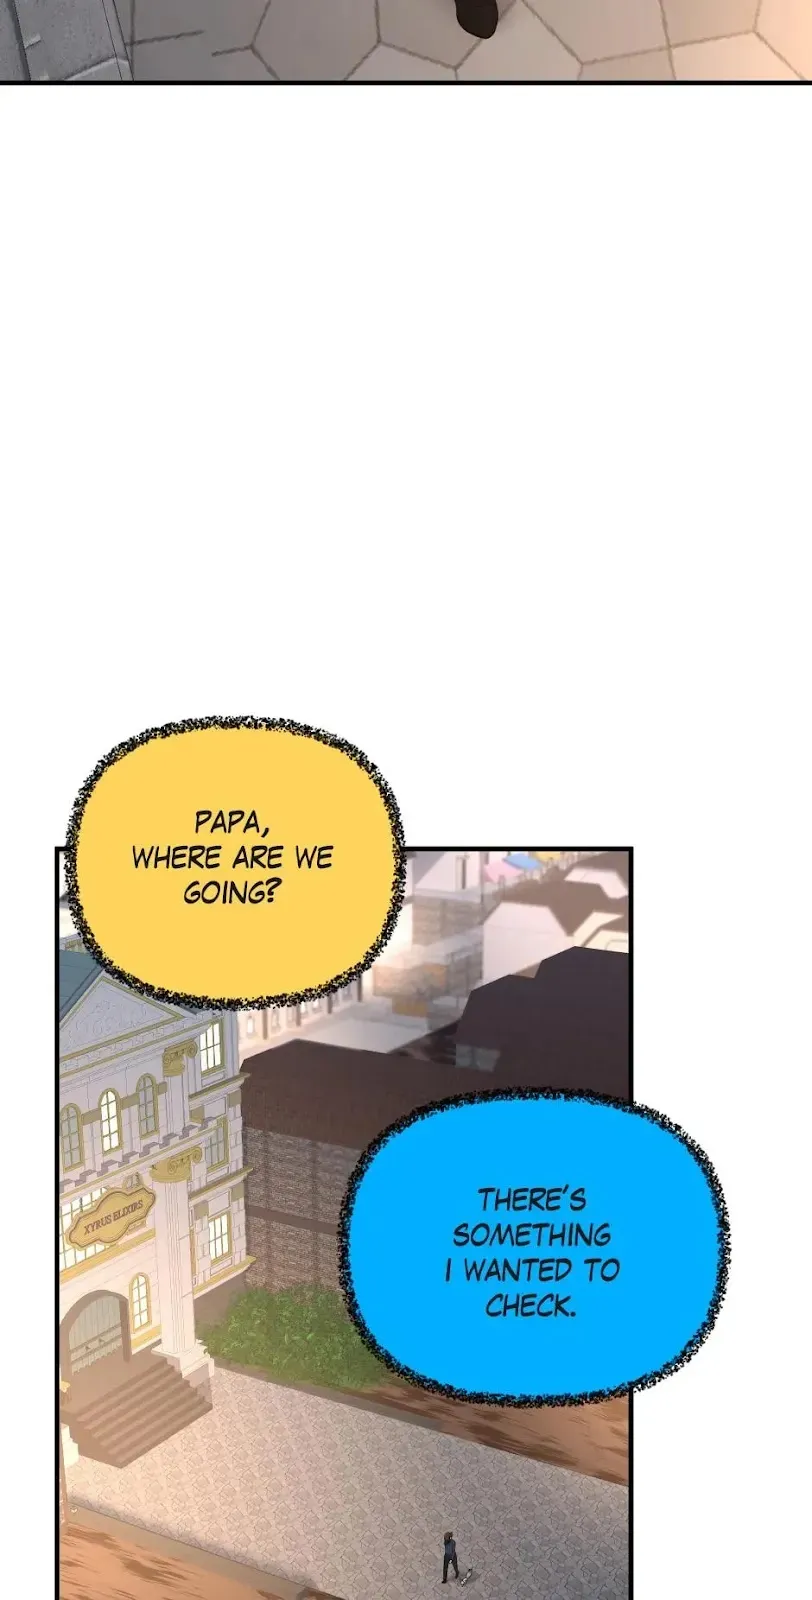 PAPA,
WHERE ARE WE
GOING?
THERE'S
SOMETHING
I WANTED TO
CHECK.
XYRUS ELIXIRS